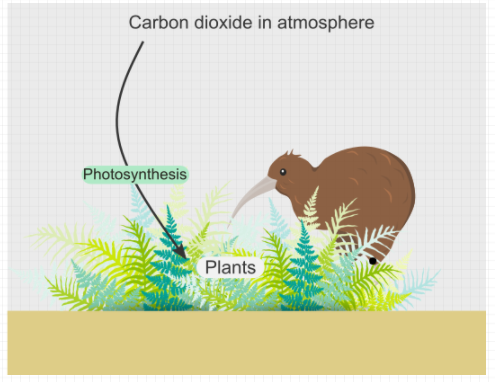 Carbon dioxide in atmosphere
Photosynthesis
Plants